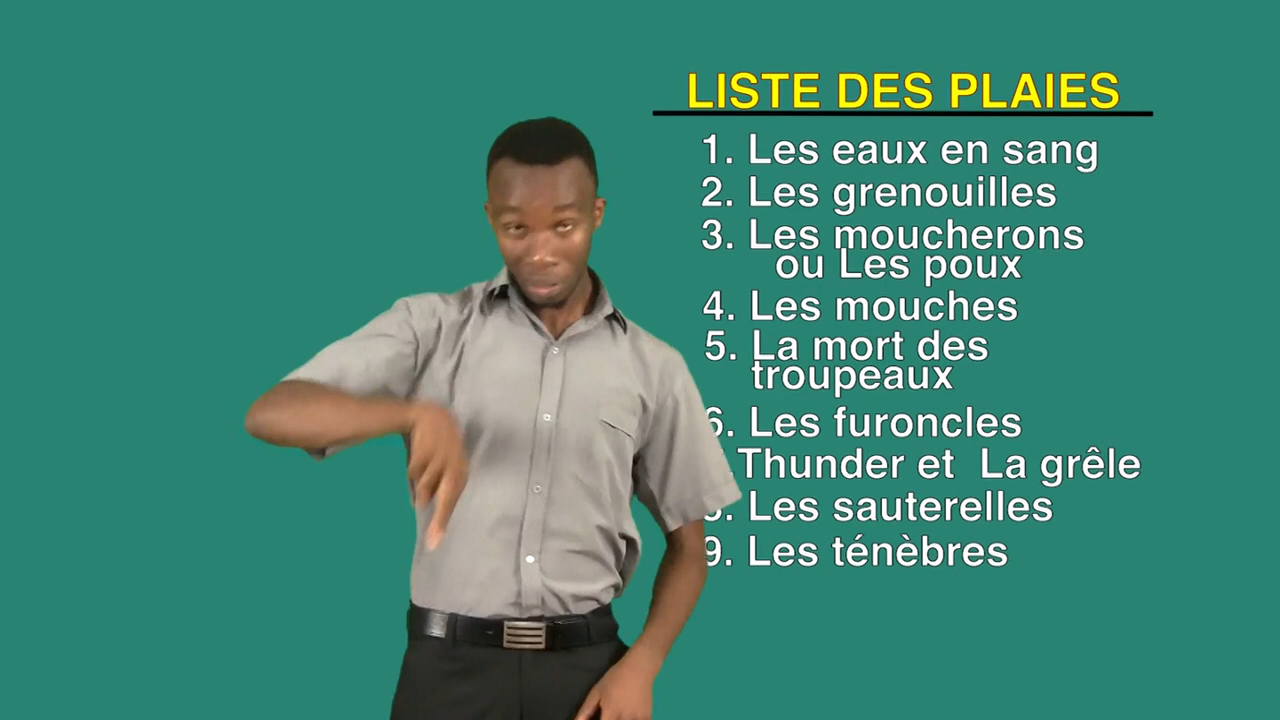 LISTE DES PLAIES
1. Les eaux en sang
2. Les grenouilles
3. Les moucherons
ou Les poux
4. Les mouches
5. La mort des
troupeaux
6. Les furoncles
.Thunder et La grêle
8. Les sauterelles
9. Les ténèbres